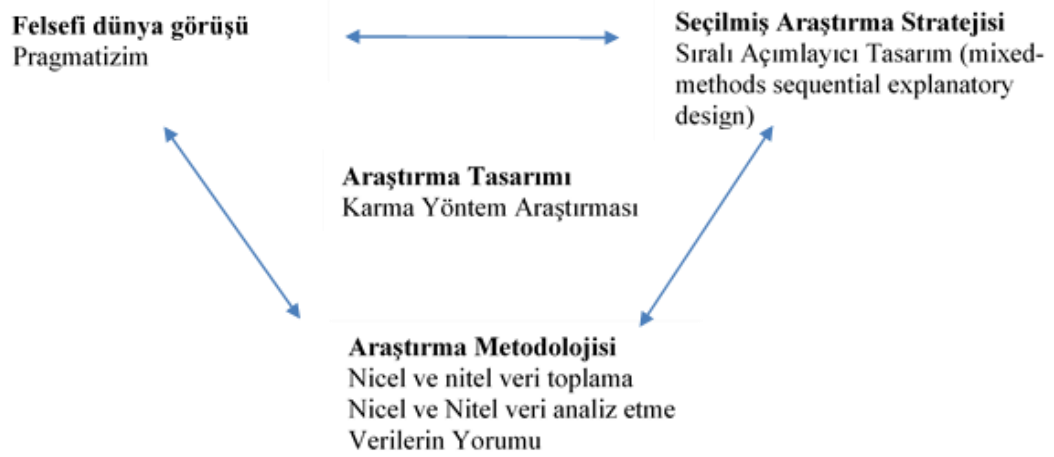 Felsefi dünya görüşü
Pragmatizim
Seçilmiş Araştırma Stratejisi
Sıralı Açımlayıcı Tasarım (mixed-
methods sequential explanatory
design)
Araştırma Tasarımı
Karma Yöntem Araştırması
Araştırma Metodolojisi
Nicel ve nitel veri toplama
Nicel ve Nitel veri analiz etme
Verilerin Yorumu